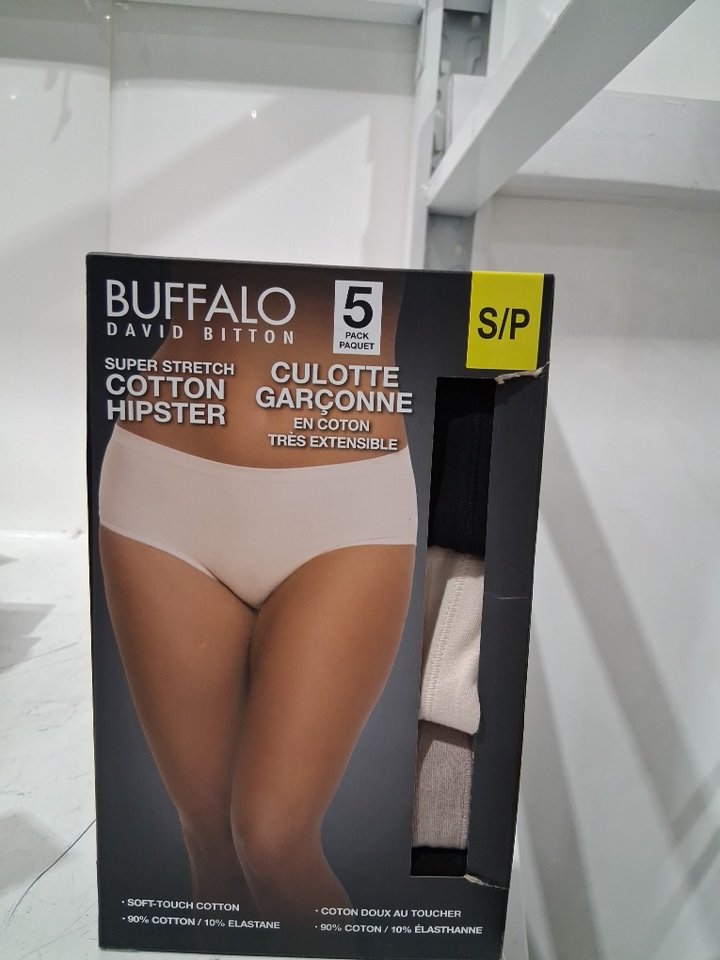 BUFFALO
DAVID BITTON
5
PACK
PAQUET
S/P
SUPER STRETCH
COTTON
HIPSTER
CULOTTE
GARÇONNE
EN COTON
TRÈS EXTENSIBLE
· SOFT-TOUCH COTTON
· 90% COTTON / 10% ELASTANE
· COTON DOUX AU TOUCHER
· 90% COTON / 10% ÉLASTHANNE